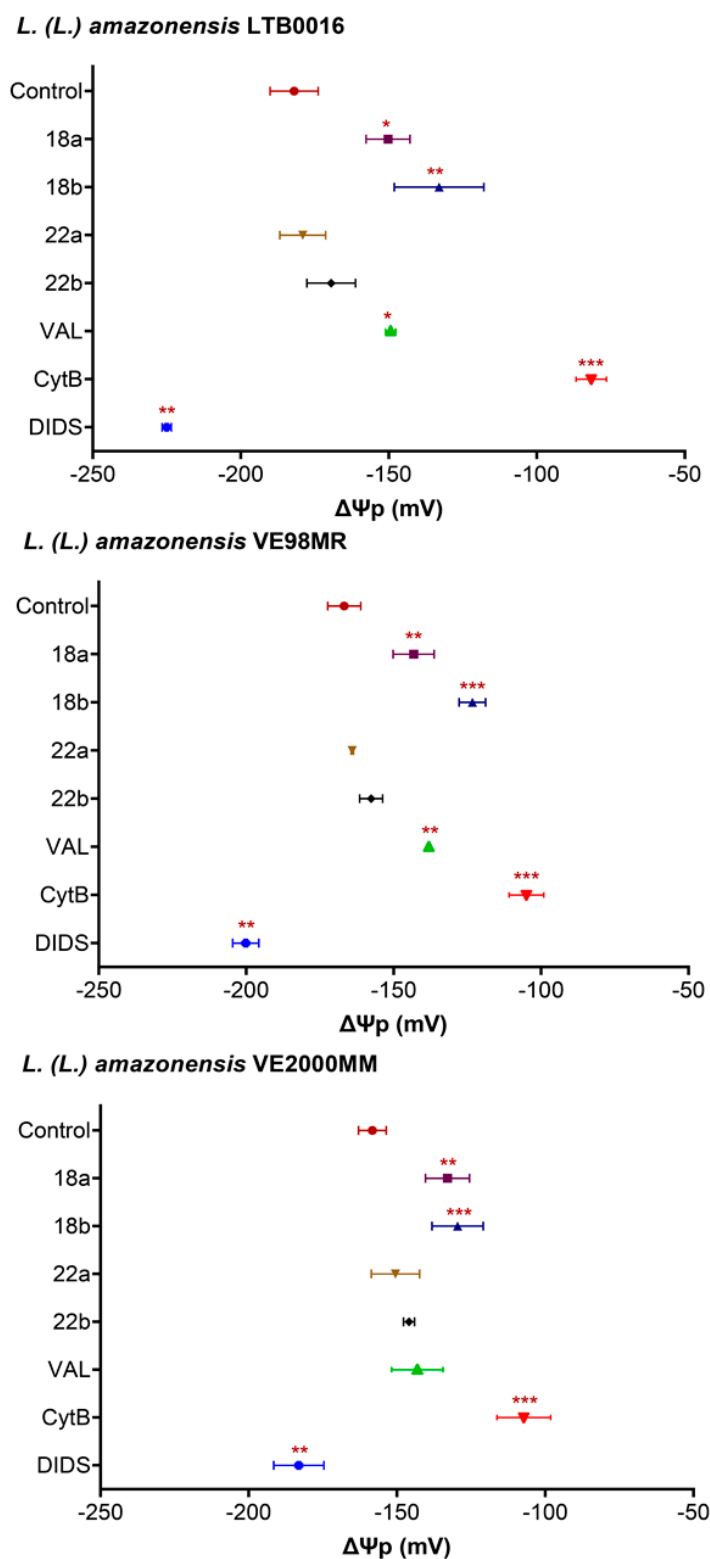 L. (L.) amazonensis LTB0016
Control
*
18a
**
18b
22a
22b
*
VAL
***
CytB
**
DIDS
-250 -200 -150 -100 -50
ΔΨp (mV)
L. (L.) amazonensis VE98MR
Control
**
18a
***
18b
22a
22b
**
VAL
***
CytB
**
DIDS
-250 -200 -150 -100 -50
ΔΨp (mV)
L. (L.) amazonensis VE2000MM
Control
**
18a
***
18b
22a
22b
VAL
***
CytB
**
DIDS
-250 -200 -150 -100 -50
ΔΨp (mV)